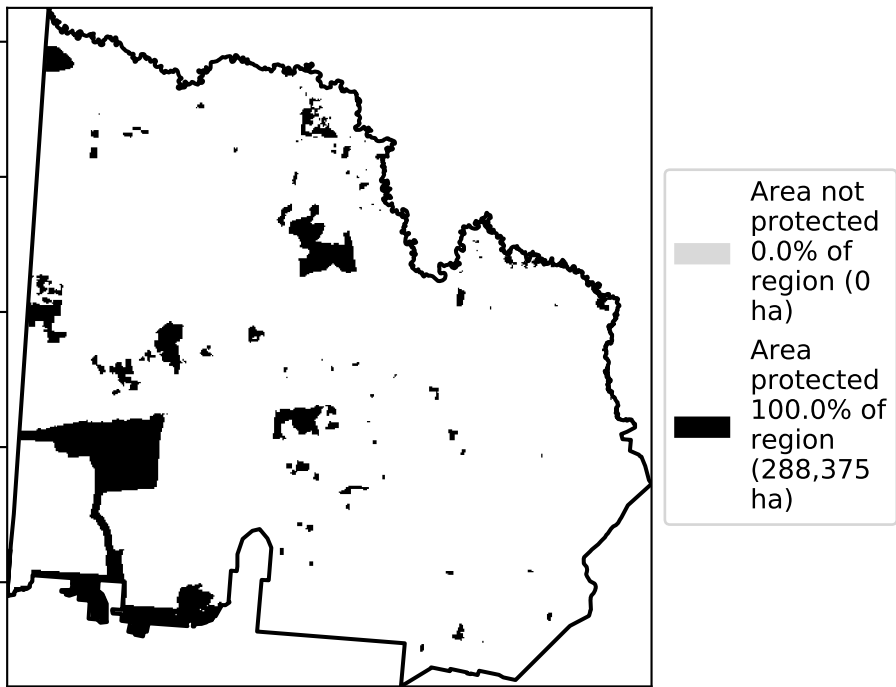 Area not
protected
0.0% of
region (0
ha)
Area
protected
100.0% of
region
(288,375
ha)